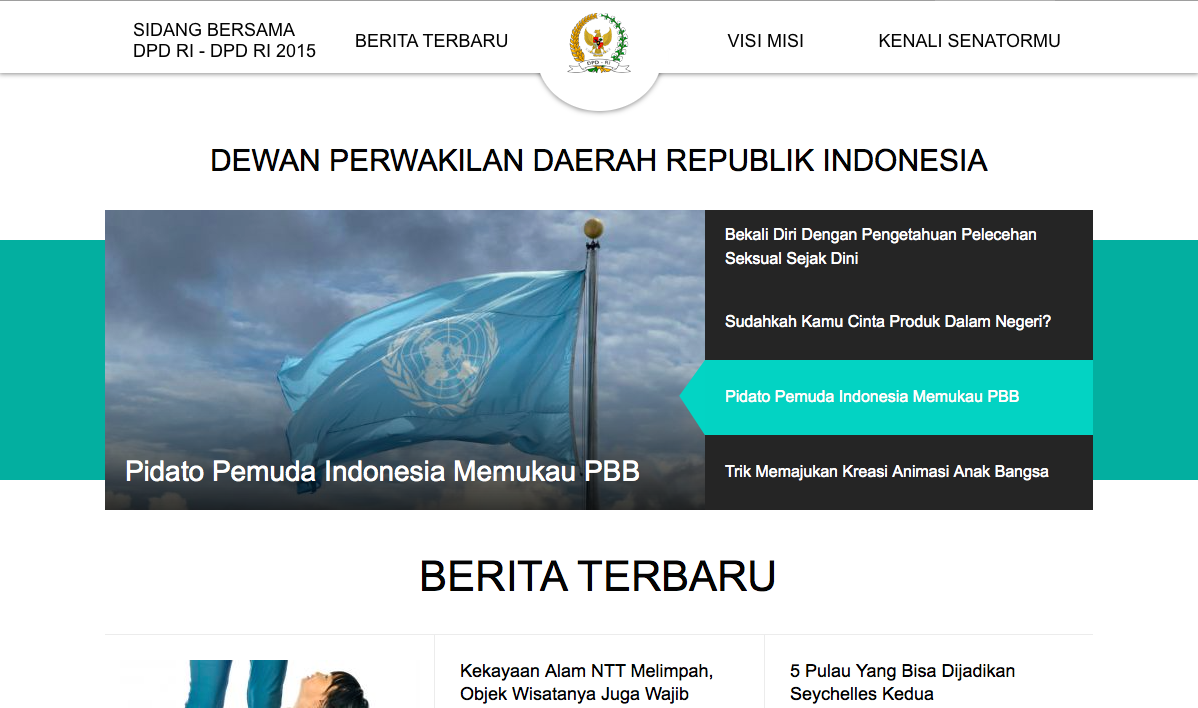 SIDANG BERSAMA
DPD RI - DPD RI 2015
BERITA TERBARU
DPD - RI
VISI MISI
KENALI SENATORMU
DEWAN PERWAKILAN DAERAH REPUBLIK INDONESIA
Pidato Pemuda Indonesia Memukau PBB
Bekali Diri Dengan Pengetahuan Pelecehan
Seksual Sejak Dini
Sudahkah Kamu Cinta Produk Dalam Negeri?
Pidato Pemuda Indonesia Memukau PBB
Trik Memajukan Kreasi Animasi Anak Bangsa
BERITA TERBARU
Kekayaan Alam NTT Melimpah,
Objek Wisatanya Juga Wajib
5 Pulau Yang Bisa Dijadikan
Seychelles Kedua